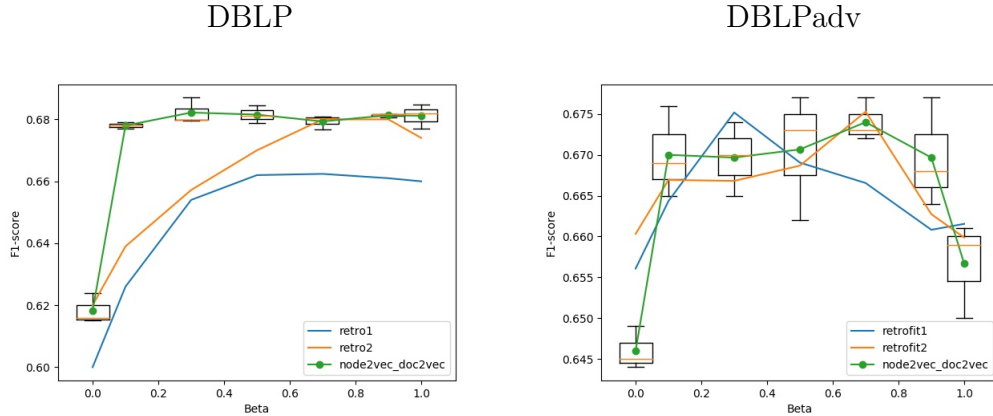 DBLP
0.68
0.66
0.64
0.62
0.60
F1-score
0.0
0.2
0.4
0.6
0.8
1.0
Beta
retro1
retro2
node2vec_doc2vec
DBLPadv
0.675
0.670
0.665
0.660
0.655
0.650
0.645
F1-score
0.0
0.2
0.4
0.6
0.8
1.0
Beta
retrofit1
retrofit2
node2vec_doc2vec